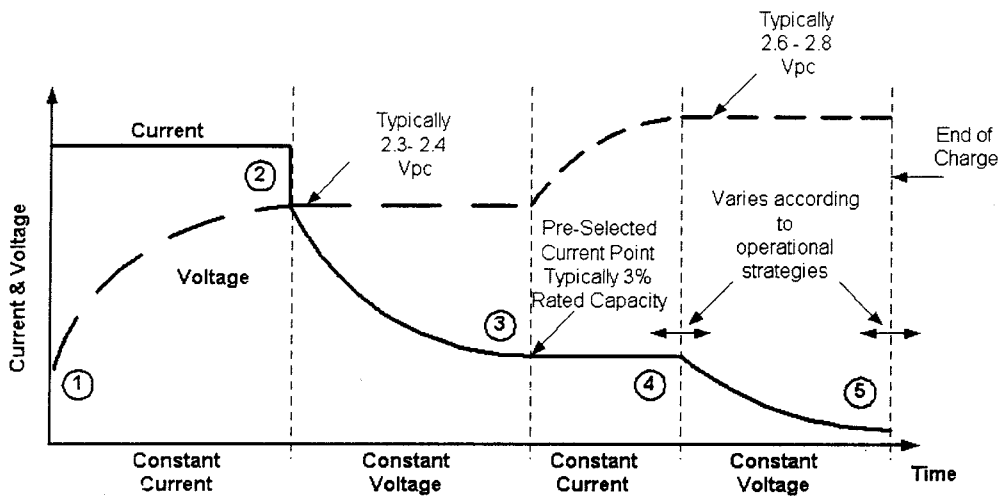 Typically
2.6 - 2.8
Vpc
Current
Typically
2.3- 2.4
Vpc
End of
Charge
2
Varies according
to
operational
strategies
Pre-Selected
Current Point
Typically 3%
Rated Capacity
Voltage
Current & Voltage
3
1
4
5
Constant
Current
Constant
Voltage
Constant
Current
Constant
Voltage
Time